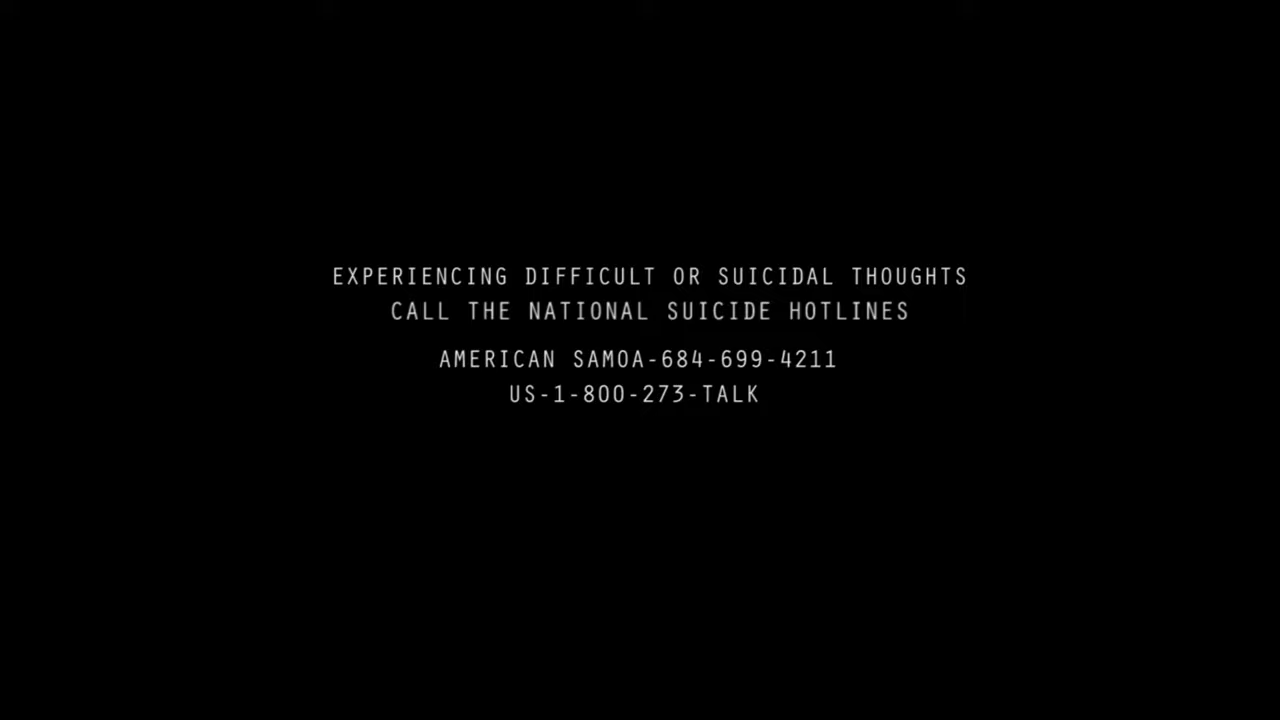 EXPERIENCING DIFFICULT OR SUICIDAL THOUGHTS
CALL THE NATIONAL SUICIDE HOTLINES
AMERICAN SAMOA-684-699-4211
US-1-800-273-TALK